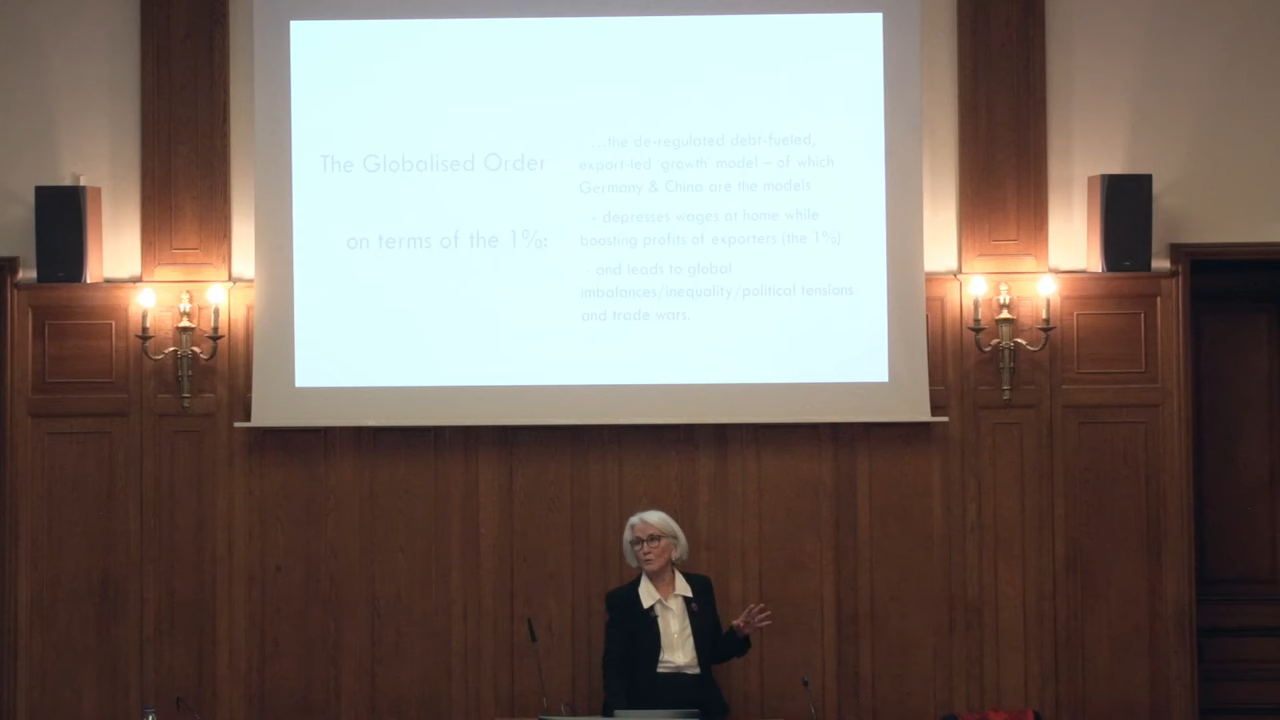 The Globalised Order
on terms of the 1%:
...the de-regulated debt-fueled,
export-led 'growth' model – of which
Germany & China are the models
- depresses wages at home while
boosting profits of exporters (the 1%)
- and leads to global
imbalances/inequality/political tensions
and trade wars.